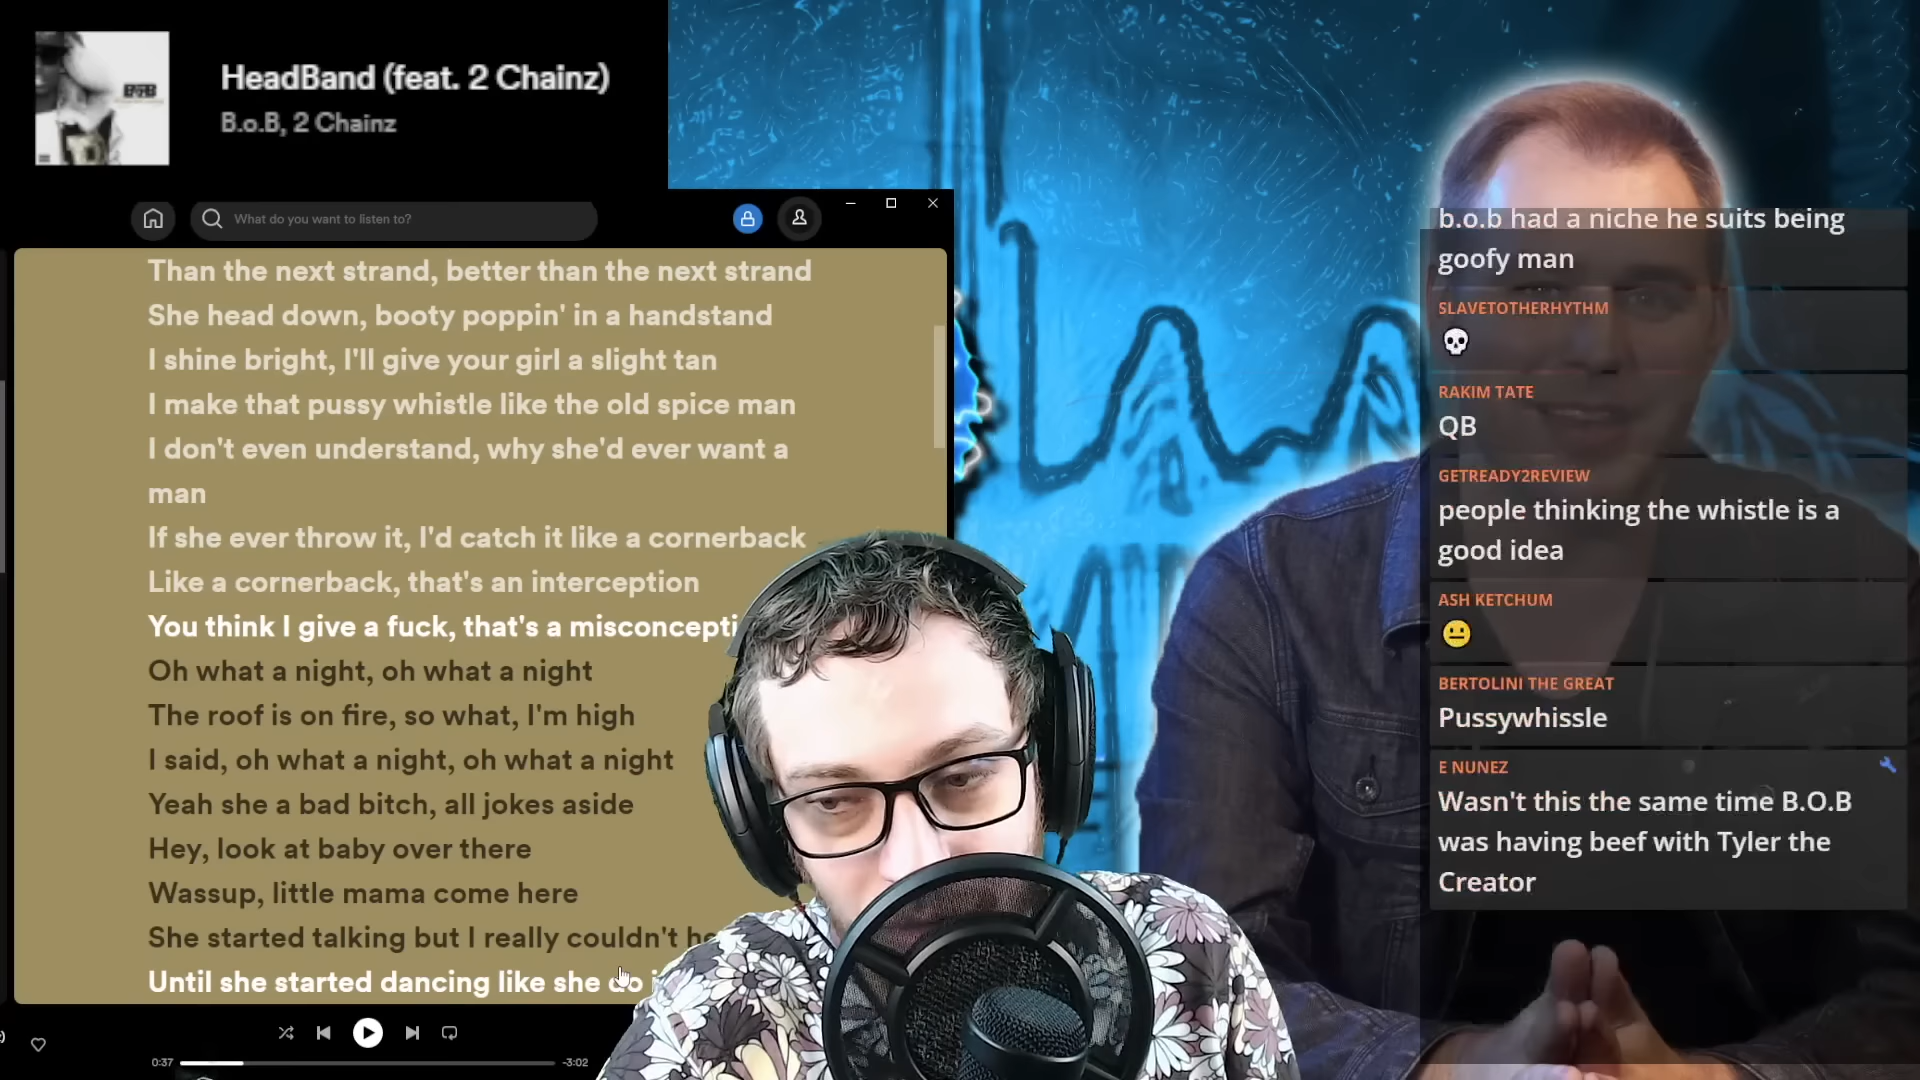 HeadBand (feat. 2 Chainz)
B.o.B, 2 Chainz
What do you want to listen to?
Than the next strand, better than the next strand
She head down, booty poppin' in a handstand
I shine bright, I'll give your girl a slight tan
I make that pussy whistle like the old spice man
I don't even understand, why she'd ever want a
man
If she ever throw it, I'd catch it like a cornerback
Like a cornerback, that's an interception
You think I give a fuck, that's a
Oh what a night, oh what a night
The roof is on fire, so what, I'm high
I said, oh what a night, oh what a night
Yeah she a bad bitch, all jokes aside
Hey, look at baby over there
Wassup, little mama come here
She started talking but I really couldn't
Until she started dancing like she do
0:37
-3:02
b.o.b had a niche he suits being
goofy man
SLAVETOTHERHYTHM
💀
RAKIM TATE
QB
GETREADY2REVIEW
people thinking the whistle is a
good idea
ASH KETCHUM
😐
BERTOLINI THE GREAT
Pussywhissle
E NUNEZ
Wasn't this the same time B.O.B
was having beef with Tyler the
Creator